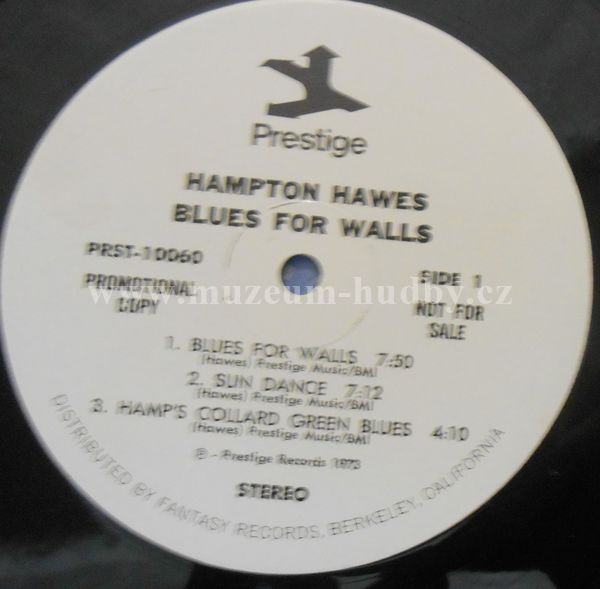 Prestige
HAMPTON HAWES
BLUES FOR WALLS
PRST-10060
SIDE 1
PROMOTIONAL
COPY
NOT FOR
SALE
www.muzeum-hudby.cz
1. BLUES FOR WALLS 7:50
(Hawes) Prestige Music/BMI
2. SUN DANCE 7:12
(Hawes) Prestige Music/BMI
3. HAMP'S COLLARD GREEN BLUES 4:10
(Hawes) Prestige Music/BMI
℗ - Prestige Records 1973
STEREO
DISTRIBUTED BY FANTASY RECORDS, BERKELEY, CALIFORNIA